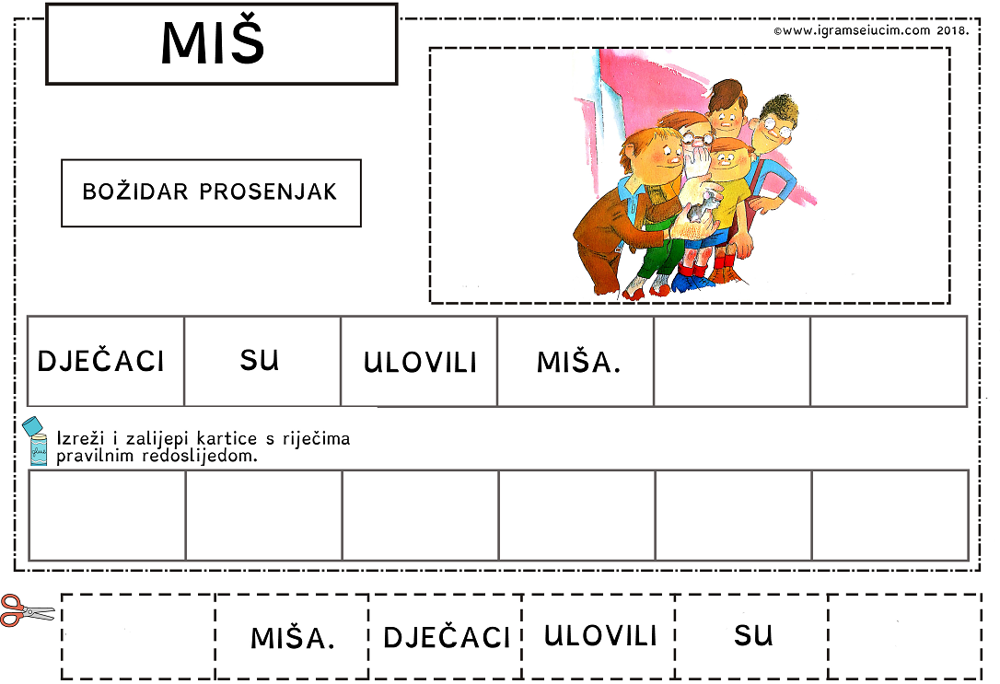 MIŠ
©www.igramseiucim.com 2018.
BOŽIDAR PROSENJAK
DJEČACI SU ULOVILI MIŠA.
Izreži i zalijepi kartice s riječima
pravilnim redoslijedom.
glue
MIŠA. DJEČACI ULOVILI SU